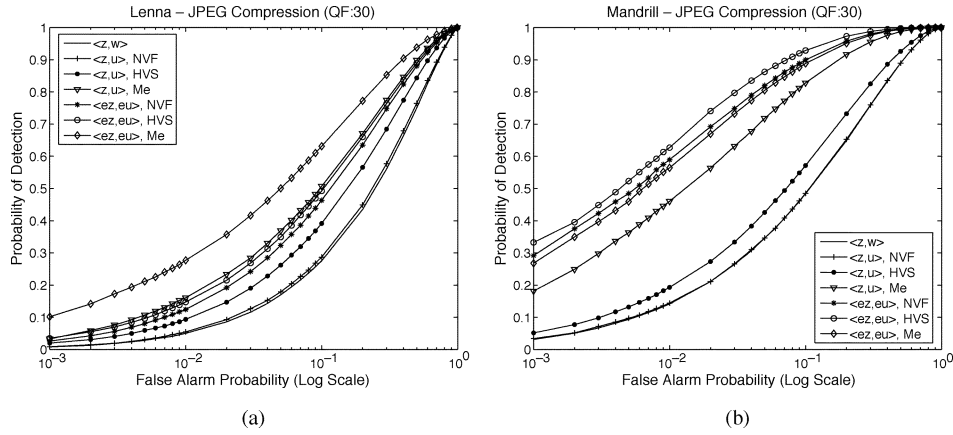 Lenna – JPEG Compression (QF:30)
1
0.9
0.8
0.7
0.6
0.5
0.4
0.3
0.2
0.1
0
Probability of Detection
<z,w>
<z,u>, NVF
<z,u>, HVS
<z,u>, Me
<ez,eu>, NVF
<ez,eu>, HVS
<ez,eu>, Me
10⁻³ 10⁻² 10⁻¹ 10⁰
False Alarm Probability (Log Scale)
(a)
Mandrill – JPEG Compression (QF:30)
1
0.9
0.8
0.7
0.6
0.5
0.4
0.3
0.2
0.1
0
Probability of Detection
<z,w>
<z,u>, NVF
<z,u>, HVS
<z,u>, Me
<ez,eu>, NVF
<ez,eu>, HVS
<ez,eu>, Me
10⁻³ 10⁻² 10⁻¹ 10⁰
False Alarm Probability (Log Scale)
(b)